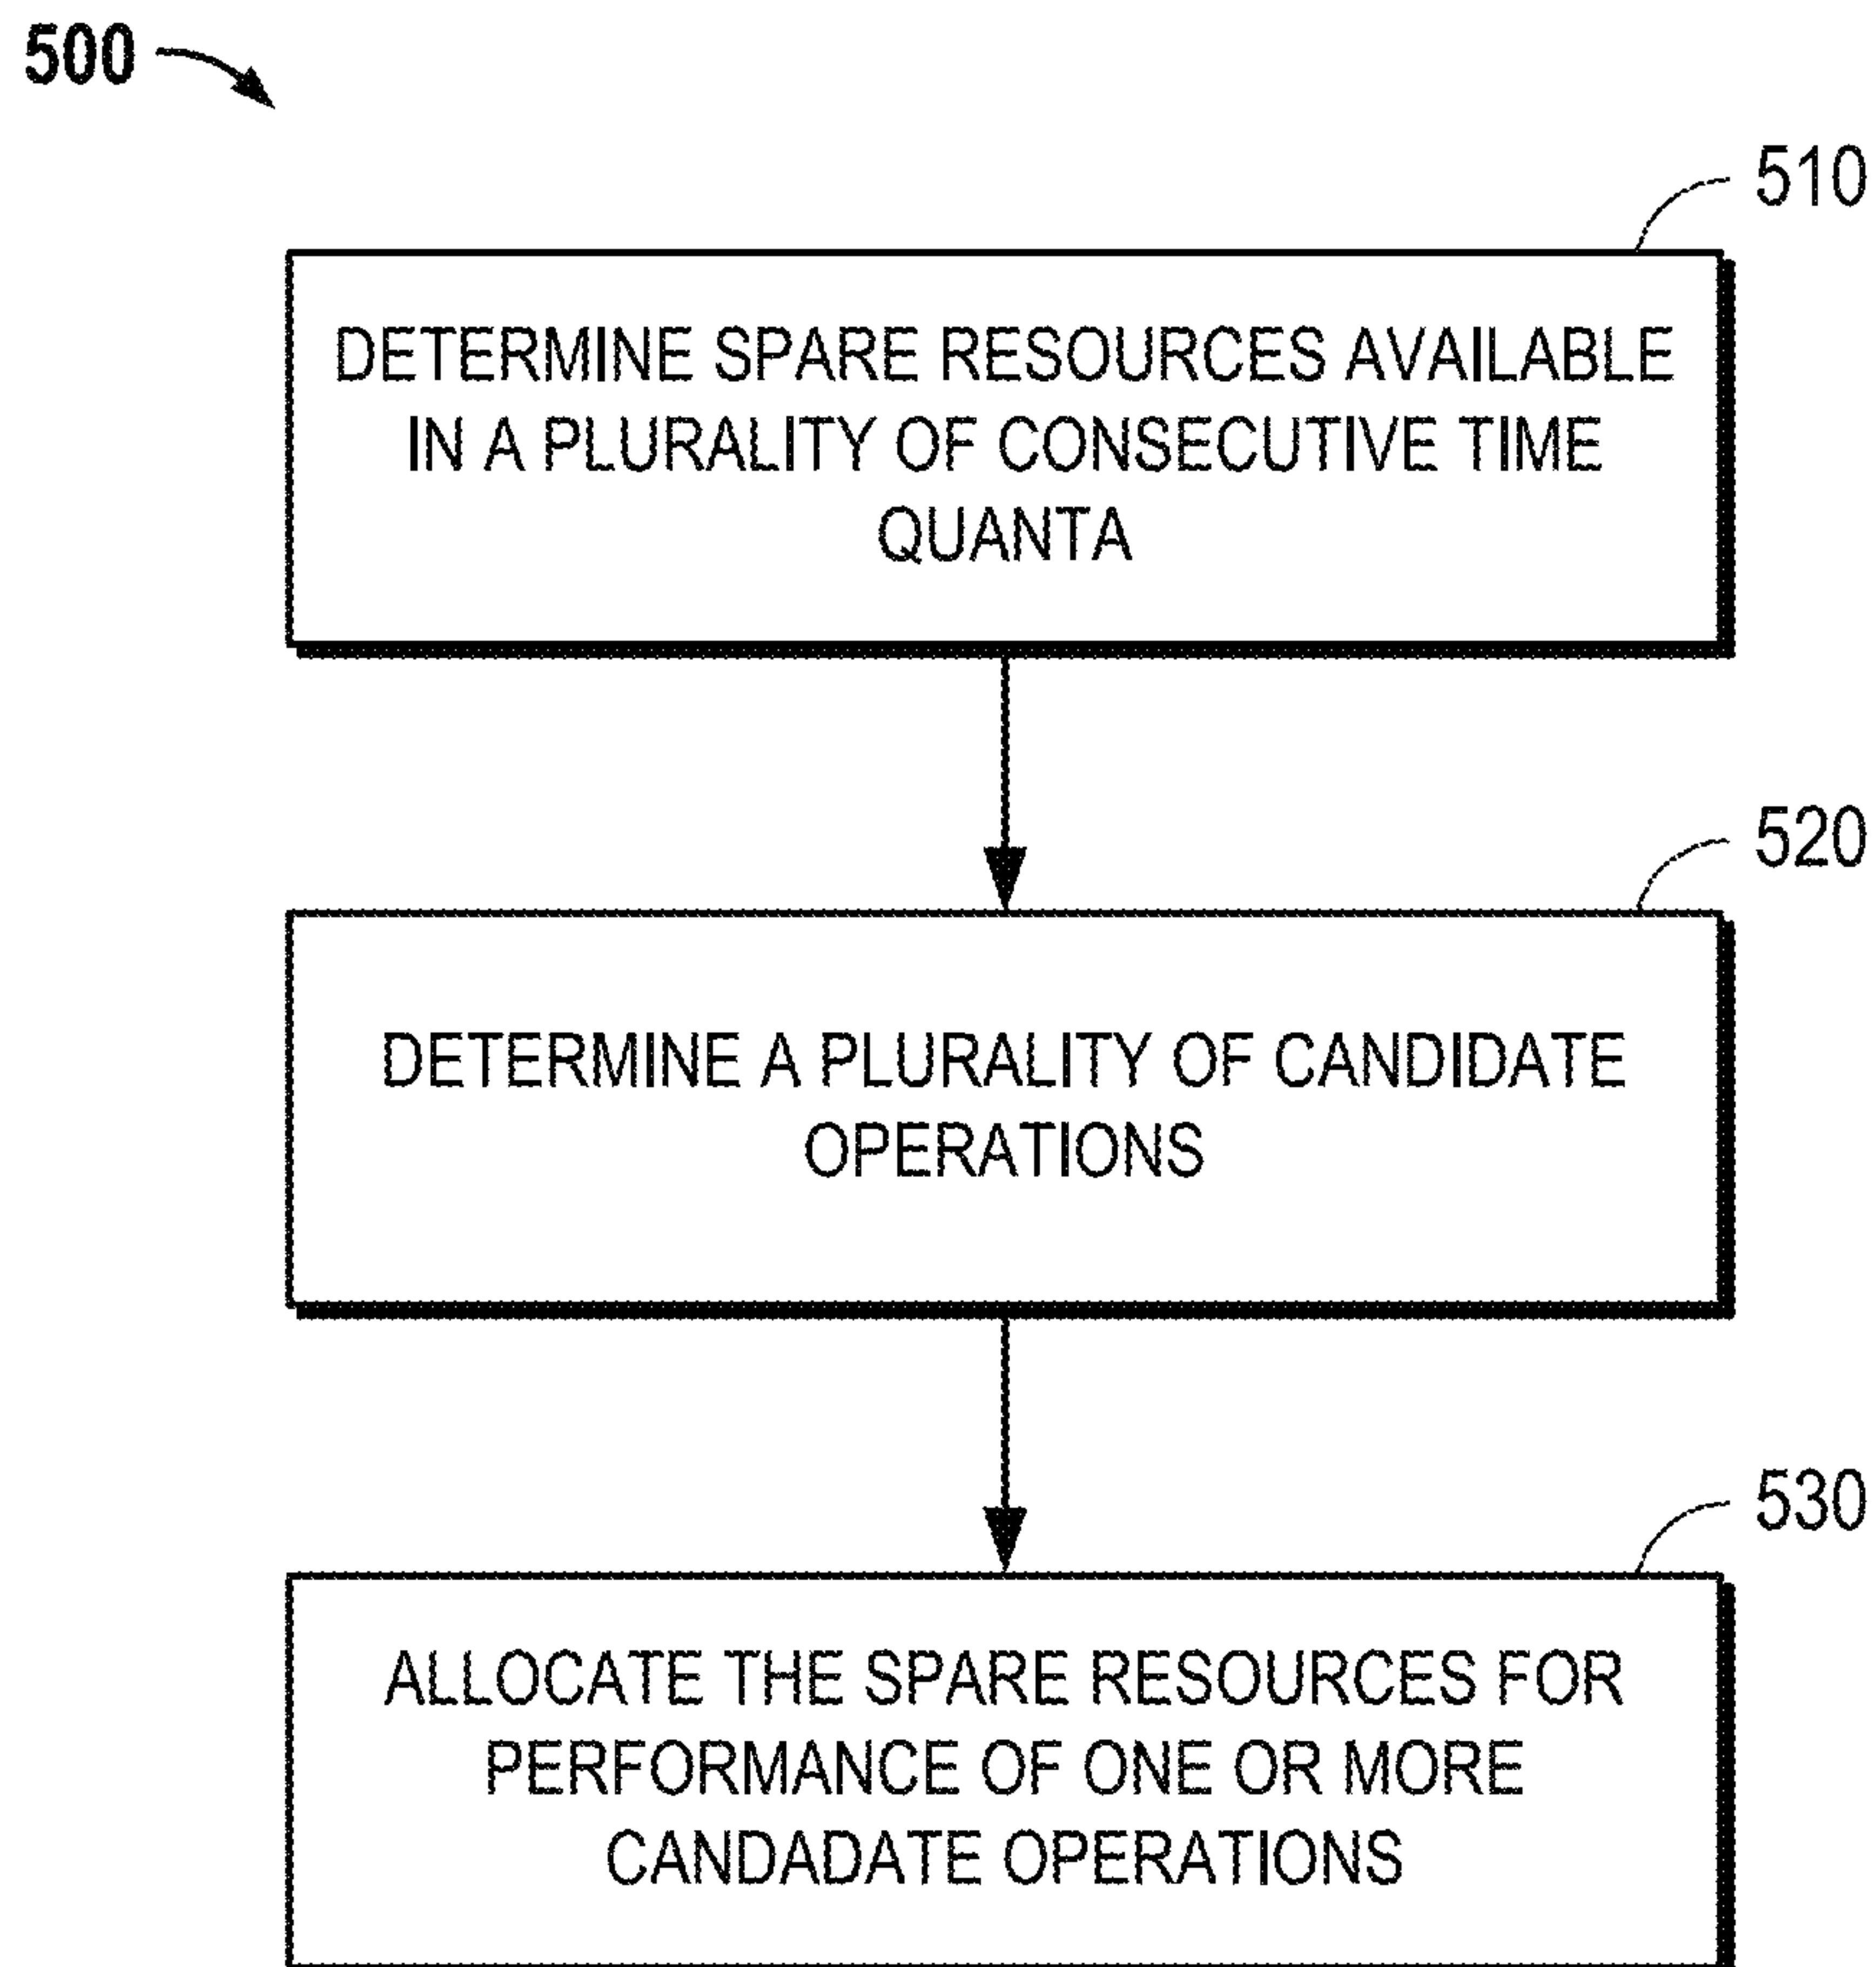 500
510
DETERMINE SPARE RESOURCES AVAILABLE
IN A PLURALITY OF CONSECUTIVE TIME
QUANTA
520
DETERMINE A PLURALITY OF CANDIDATE
OPERATIONS
530
ALLOCATE THE SPARE RESOURCES FOR
PERFORMANCE OF ONE OR MORE
CANDADATE OPERATIONS